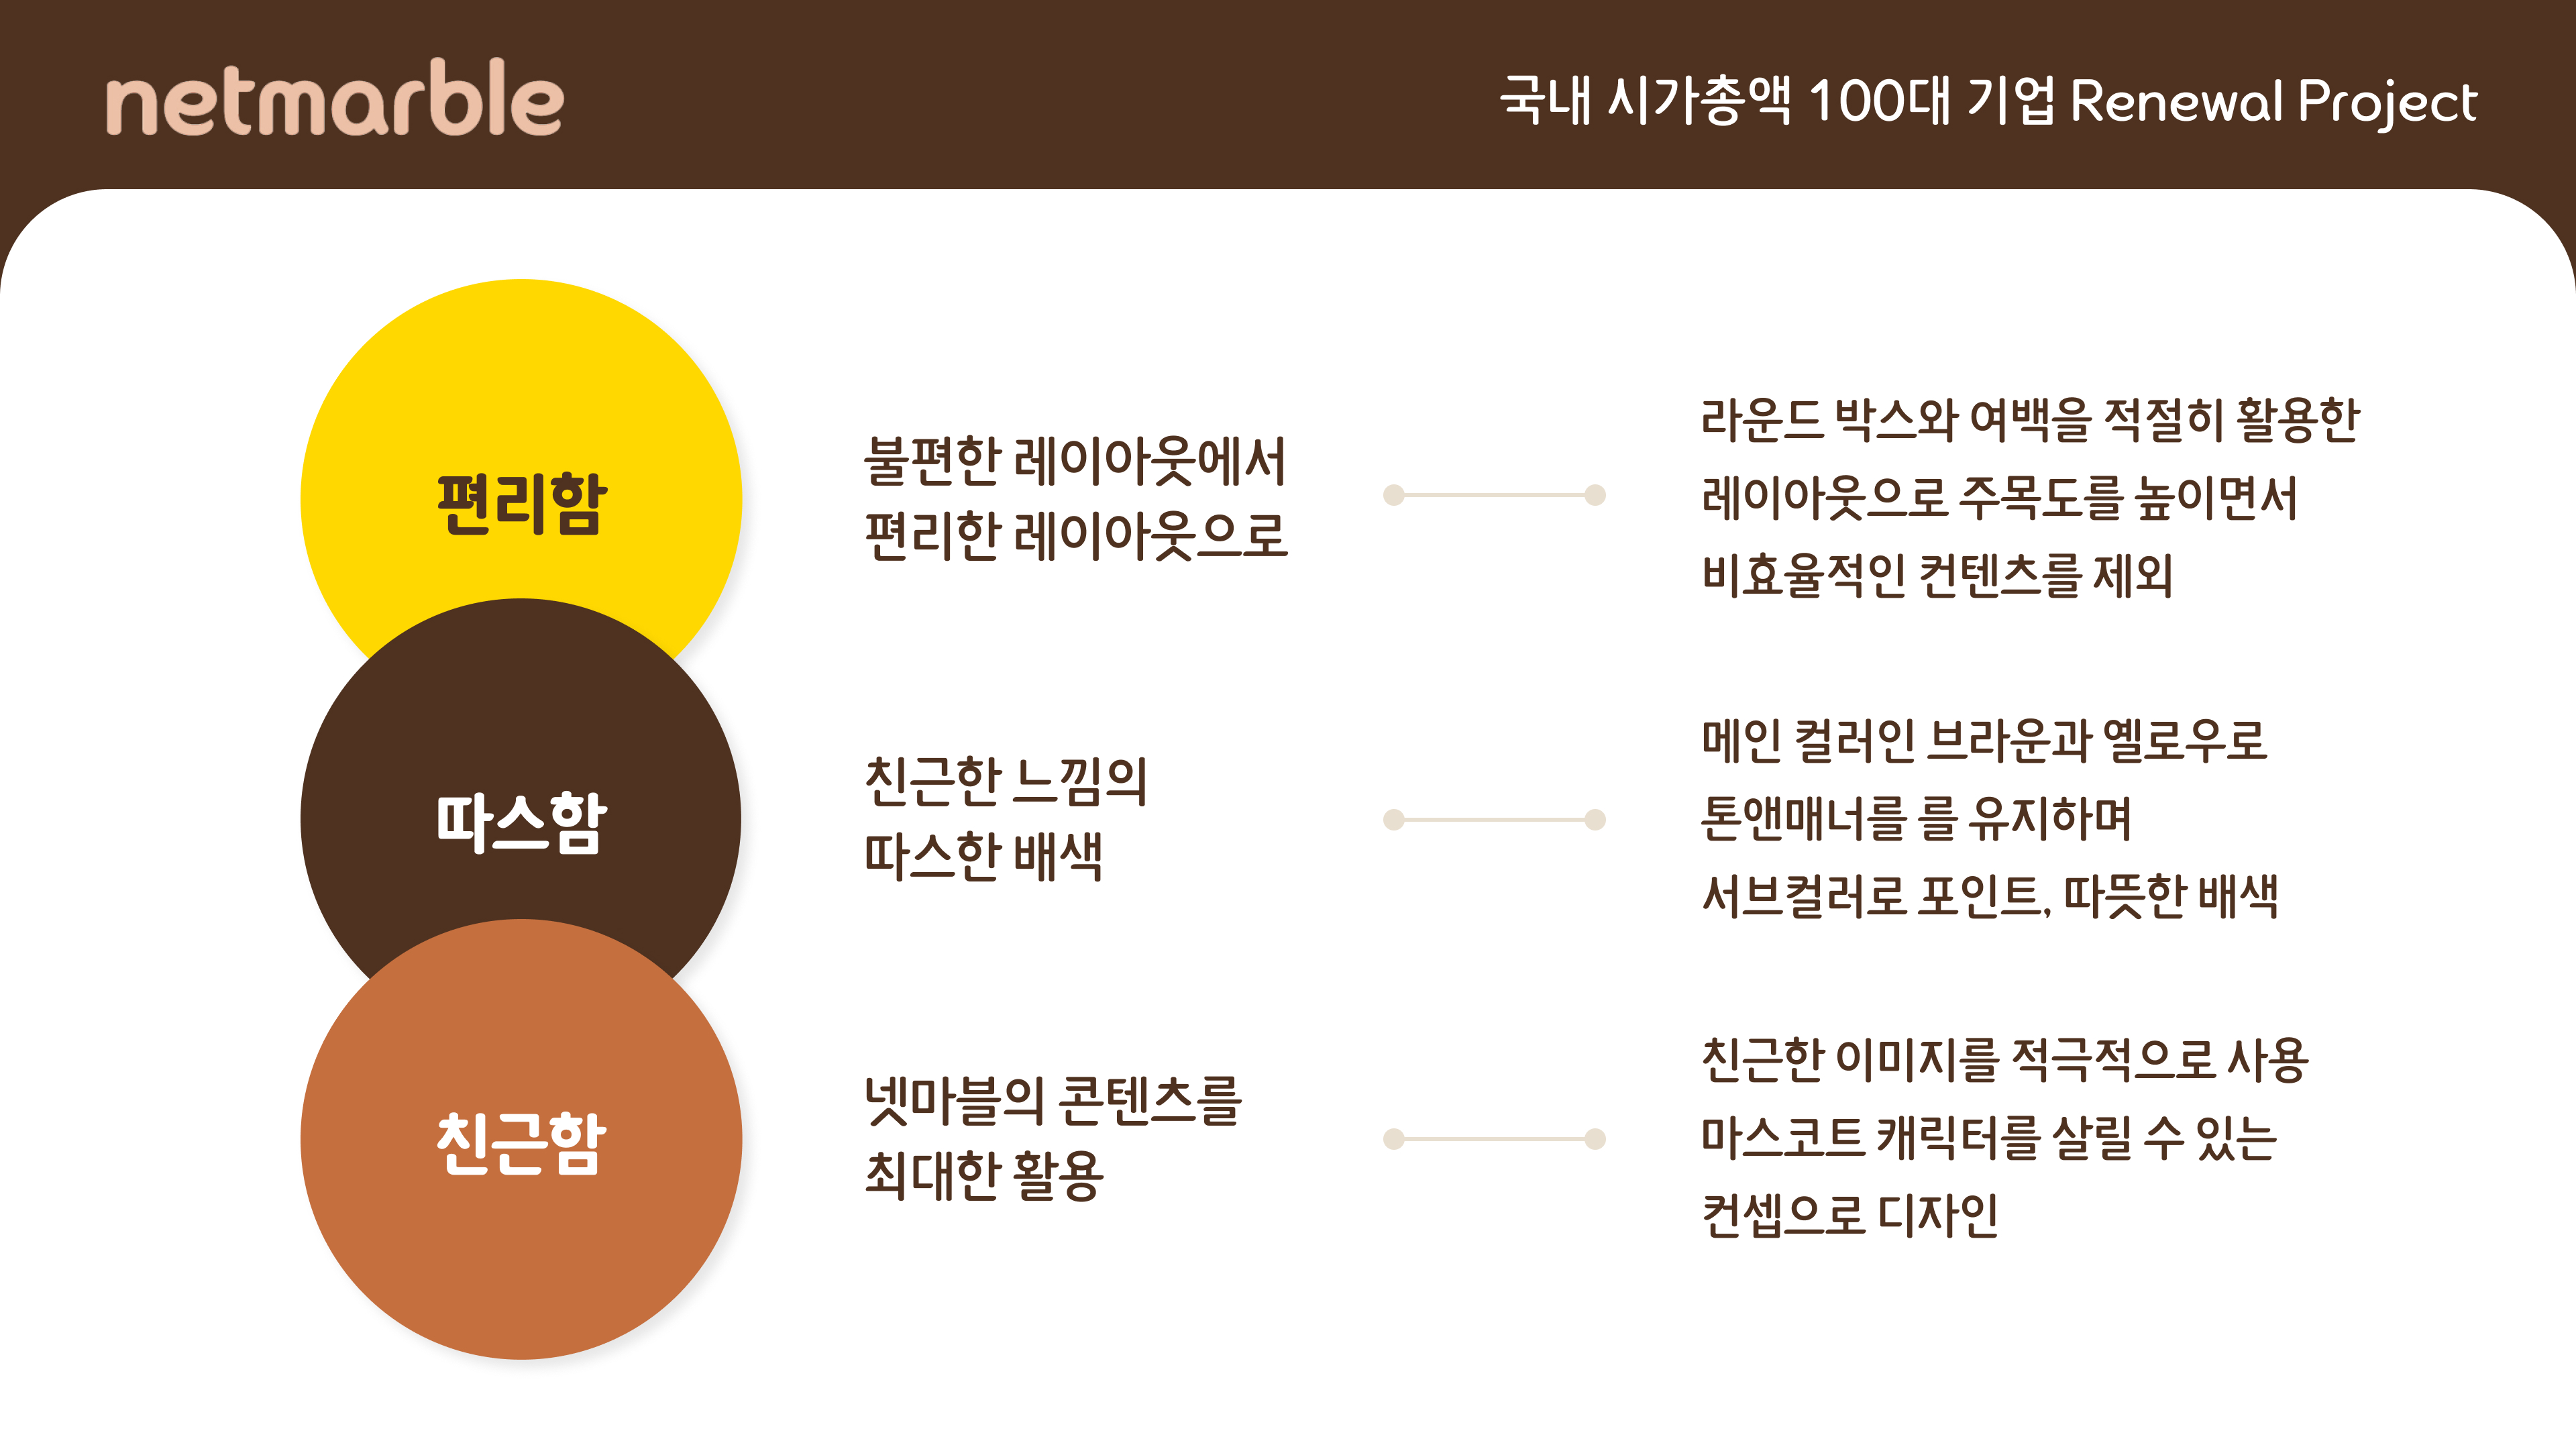 netmarble
국내 시가총액 100대 기업 Renewal Project
편리함
불편한 레이아웃에서
편리한 레이아웃으로
라운드 박스와 여백을 적절히 활용한
레이아웃으로 주목도를 높이면서
비효율적인 컨텐츠를 제외
따스함
친근한 느낌의
따스한 배색
메인 컬러인 브라운과 옐로우로
톤앤매너를 를 유지하며
서브컬러로 포인트, 따뜻한 배색
친근함
넷마블의 콘텐츠를
최대한 활용
친근한 이미지를 적극적으로 사용
마스코트 캐릭터를 살릴 수 있는
컨셉으로 디자인